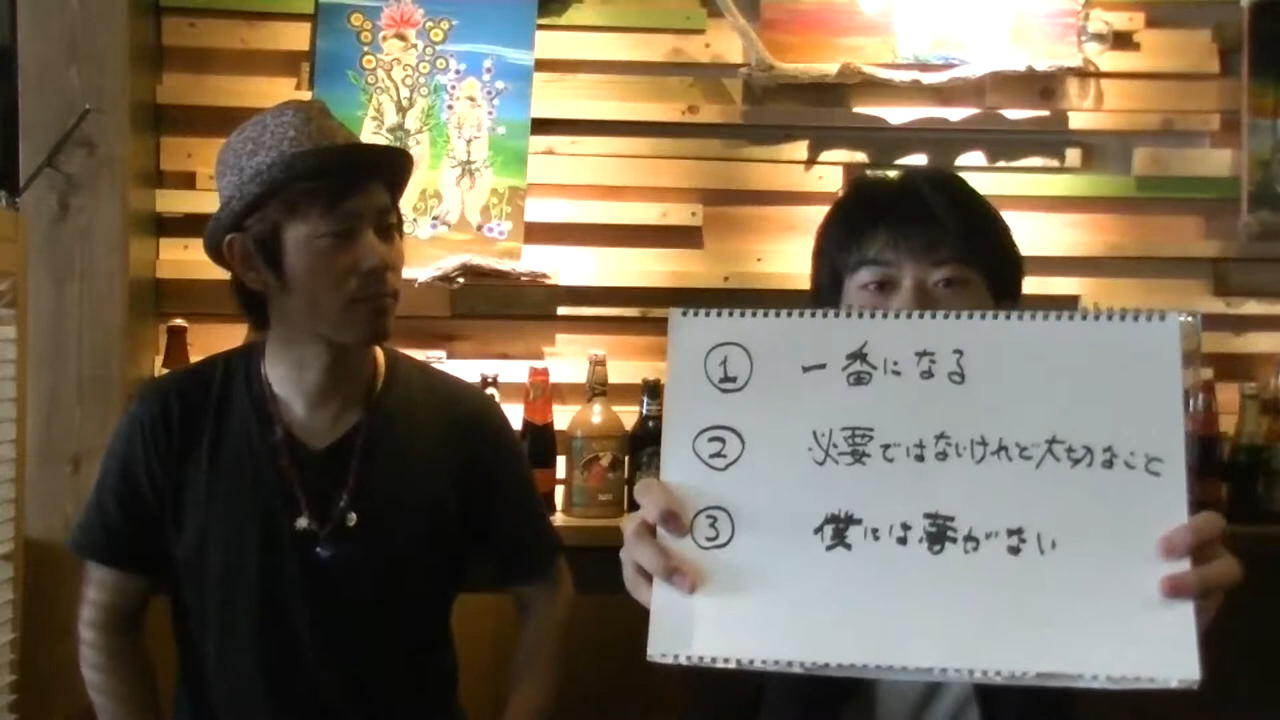 ① 一番になる
② 必要ではないけれど大切なこと
③ 僕には夢がない